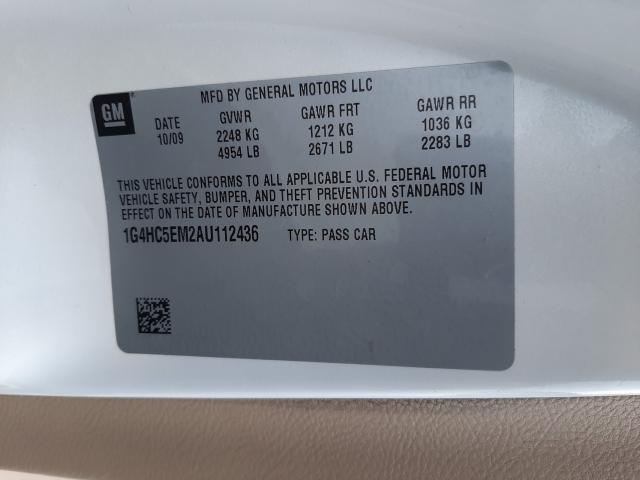 MFD BY GENERAL MOTORS LLC
GM
DATE GVWR GAWR FRT GAWR RR
10/09 2248 KG 1212 KG 1036 KG
4954 LB 2671 LB 2283 LB
THIS VEHICLE CONFORMS TO ALL APPLICABLE U.S. FEDERAL MOTOR
VEHICLE SAFETY, BUMPER, AND THEFT PREVENTION STANDARDS IN
EFFECT ON THE DATE OF MANUFACTURE SHOWN ABOVE.
1G4HC5EM2AU112436 TYPE: PASS CAR